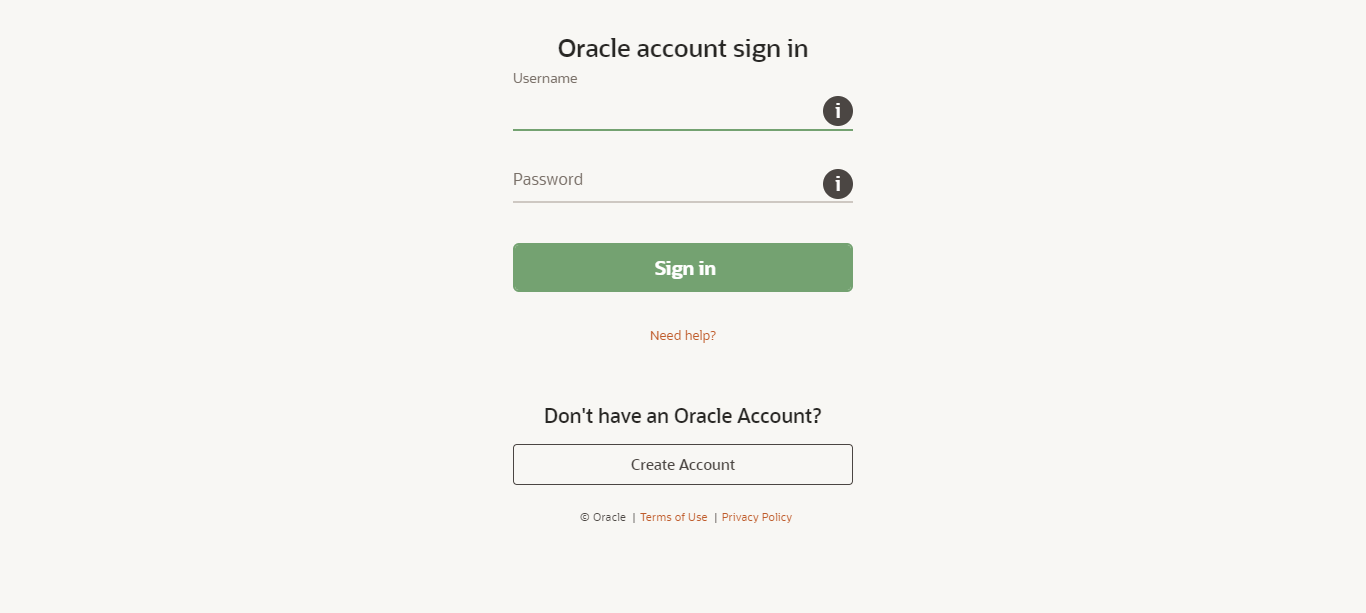 Oracle account sign in
Username
i
Password
i
Sign in
Need help?
Don't have an Oracle Account?
Create Account
© Oracle | Terms of Use | Privacy Policy